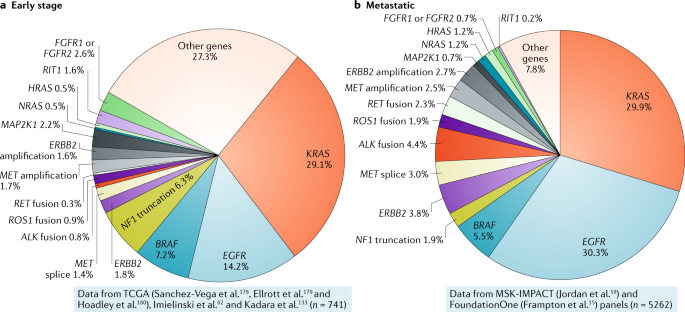 a Early stage
Other genes
27.3%
FGFR1 or
FGFR2 2.6%
RIT1 1.6%
HRAS 0.5%
NRAS 0.5%
MAP2K1 2.2%
ERBB2
amplification 1.6%
MET amplification
1.7%
RET fusion 0.3%
ROS1 fusion 0.9%
ALK fusion 0.8%
MET
splice 1.4%
ERBB2
1.8%
NF1 truncation 6.3%
BRAF
7.2%
EGFR
14.2%
KRAS
29.1%
Data from TCGA (Sanchez-Vega et al.178, Ellrott et al.179 and
Hoadley et al.180), Imielinski et al.62 and Kadara et al.133 (n = 741)
b Metastatic
FGFR1 or FGFR2 0.7%
RIT1 0.2%
HRAS 1.2%
NRAS 1.2%
MAP2K1 0.7%
ERBB2 amplification 2.7%
MET amplification 2.5%
RET fusion 2.3%
ROS1 fusion 1.9%
ALK fusion 4.4%
MET splice 3.0%
ERBB2 3.8%
NF1 truncation 1.9%
BRAF
5.5%
EGFR
30.3%
KRAS
29.9%
Other
genes
7.8%
Data from MSK-IMPACT (Jordan et al.59) and
FoundationOne (Frampton et al.15) panels (n = 5262)